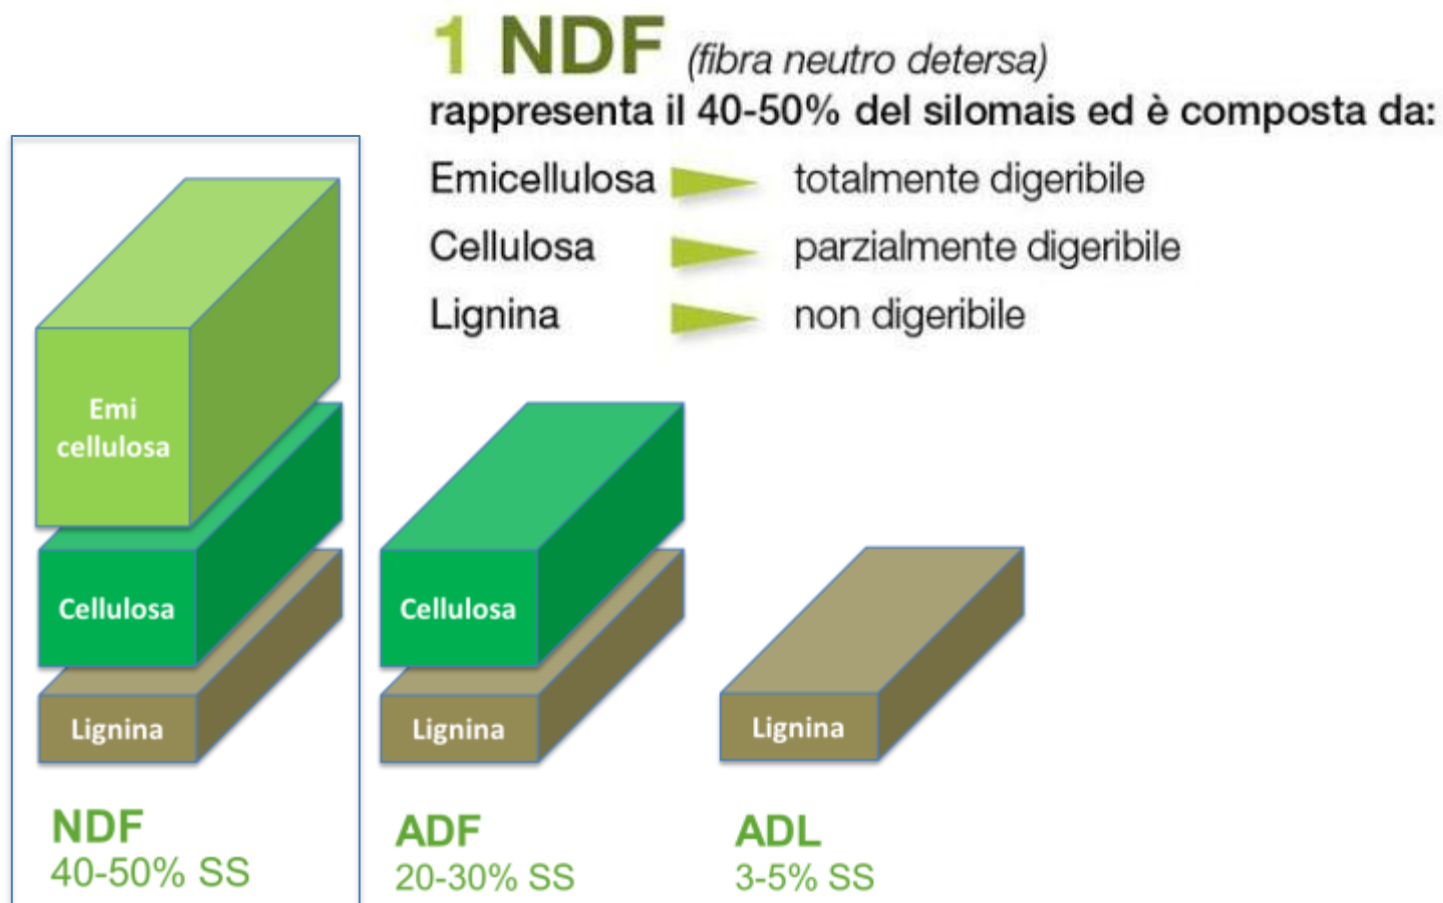 1 NDF (fibra neutro detersa)
rappresenta il 40-50% del silomais ed è composta da:
Emicellulosa totalmente digeribile
Cellulosa parzialmente digeribile
Lignina non digeribile
Emi
cellulosa
Cellulosa
Lignina
NDF
40-50% SS
Cellulosa
Lignina
ADF
20-30% SS
Lignina
ADL
3-5% SS